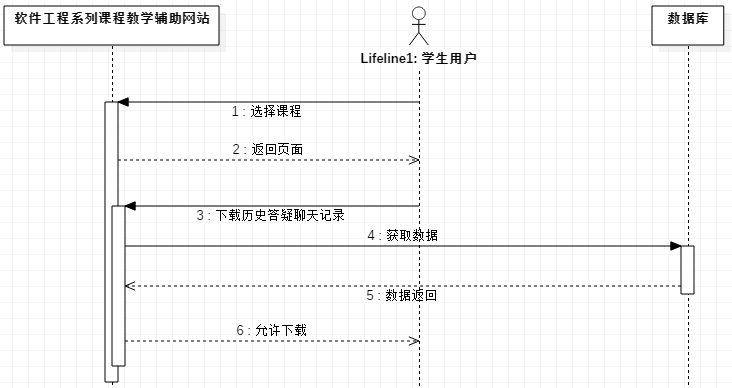 软件工程系列课程教学辅助网站
Lifeline1: 学生用户
数据库
1 : 选择课程
2 : 返回页面
3 : 下载历史答疑聊天记录
4 : 获取数据
5 : 数据返回
6 : 允许下载